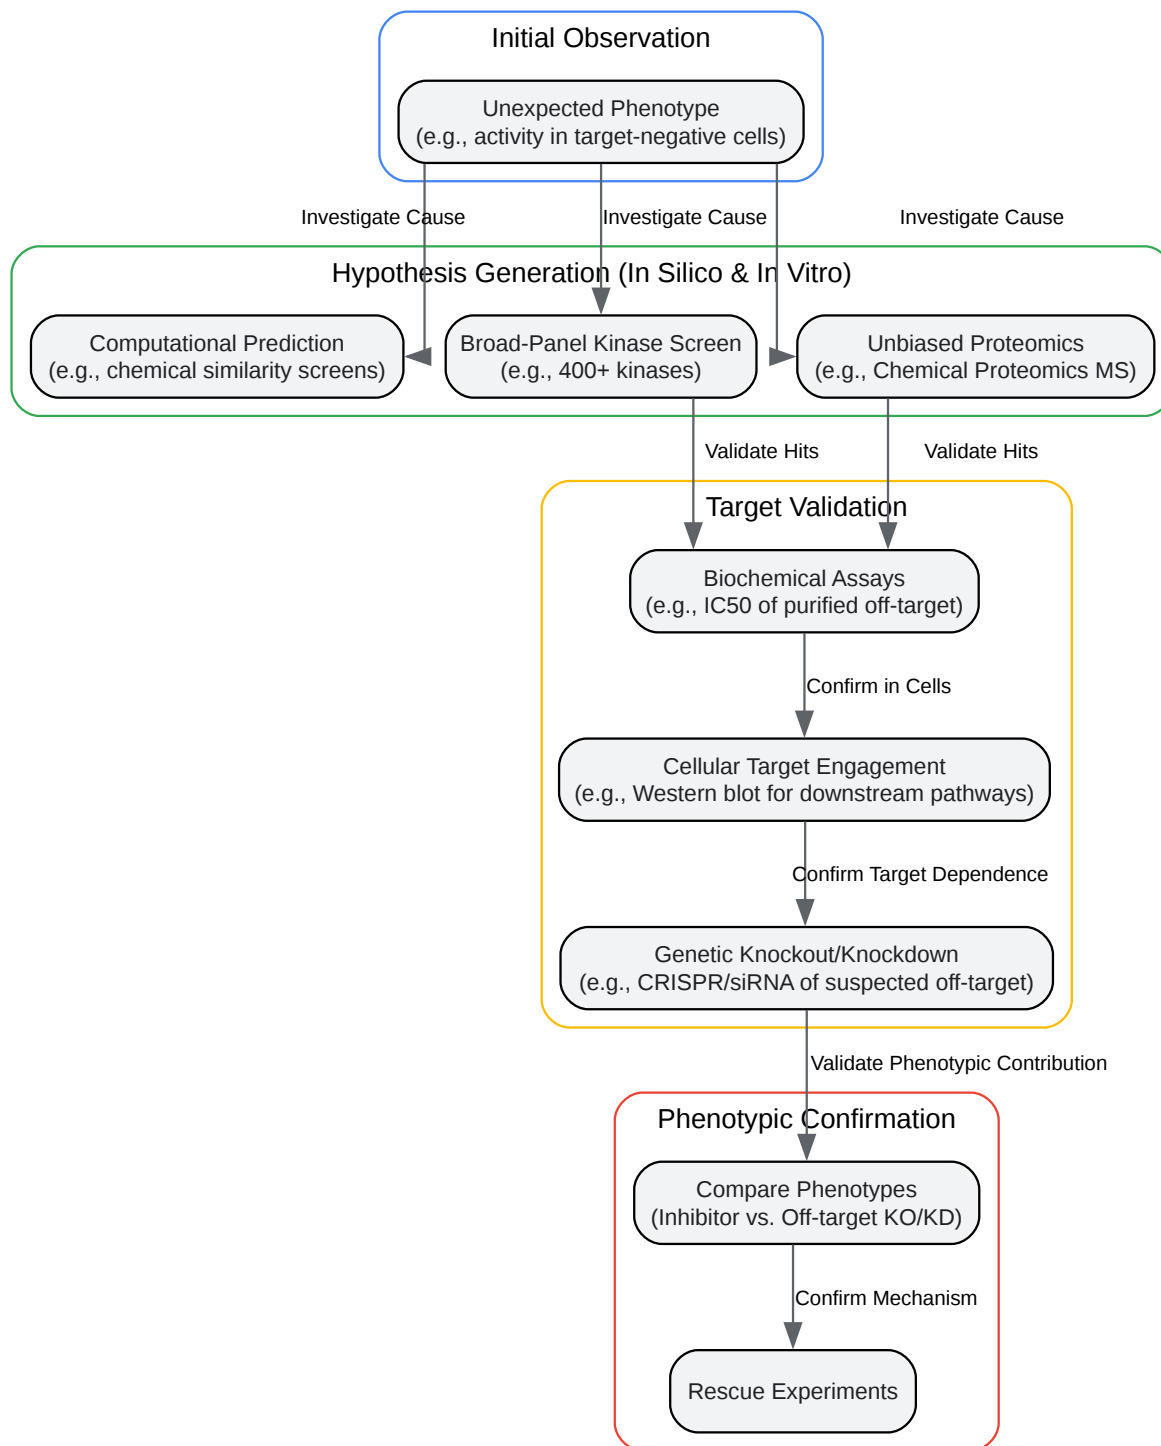 Initial Observation
Unexpected Phenotype
(e.g., activity in target-negative cells)
Investigate Cause
Investigate Cause
Investigate Cause
Hypothesis Generation (In Silico & In Vitro)
Computational Prediction
(e.g., chemical similarity screens)
Broad-Panel Kinase Screen
(e.g., 400+ kinases)
Unbiased Proteomics
(e.g., Chemical Proteomics MS)
Validate Hits
Validate Hits
Target Validation
Biochemical Assays
(e.g., IC50 of purified off-target)
Confirm in Cells
Cellular Target Engagement
(e.g., Western blot for downstream pathways)
Confirm Target Dependence
Genetic Knockout/Knockdown
(e.g., CRISPR/siRNA of suspected off-target)
Validate Phenotypic Contribution
Phenotypic Confirmation
Compare Phenotypes
(Inhibitor vs. Off-target KO/KD)
Confirm Mechanism
Rescue Experiments